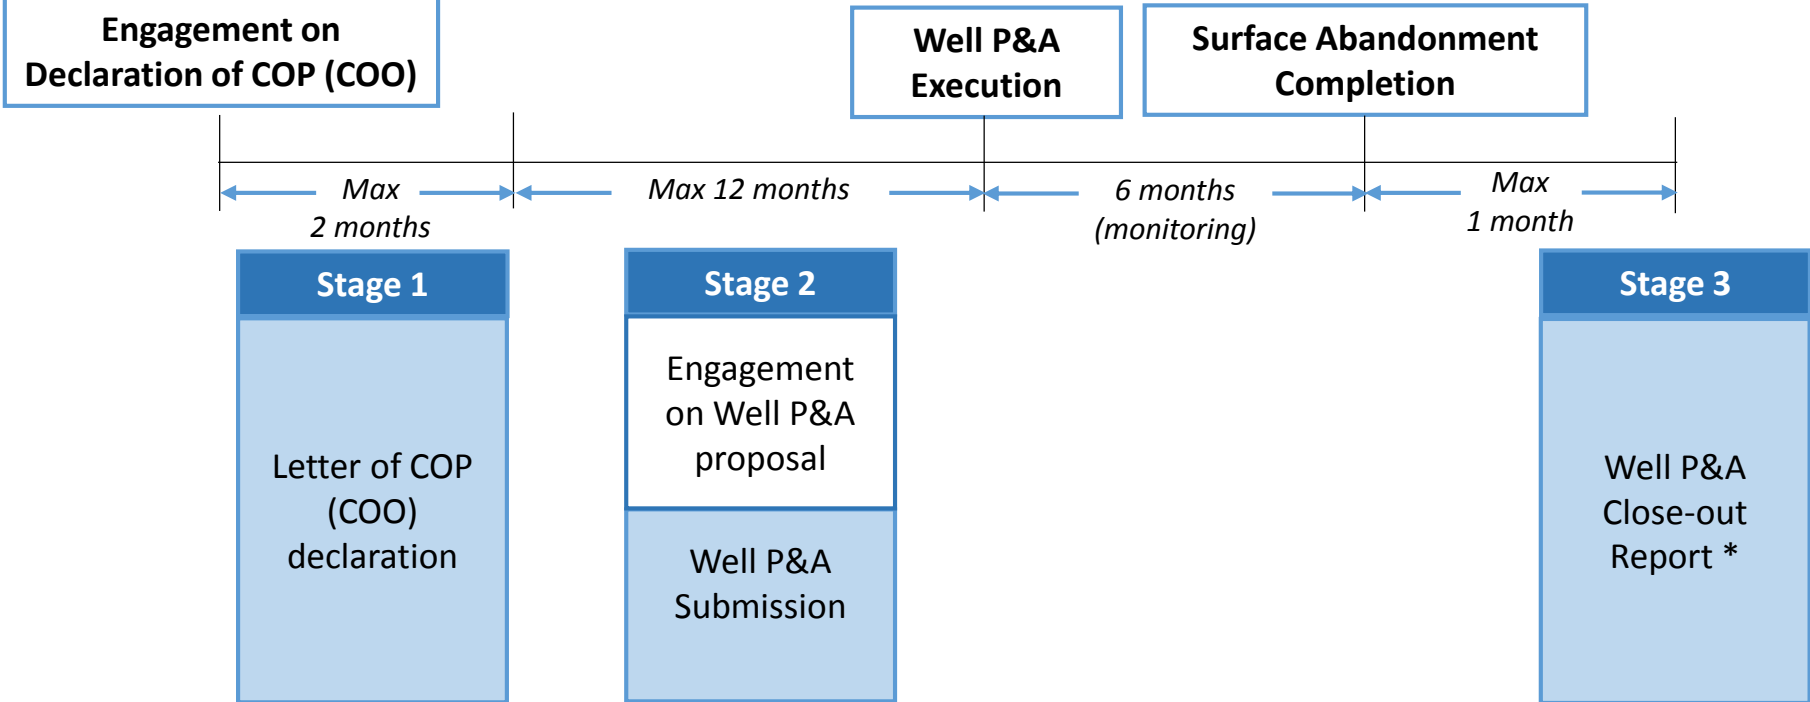 Engagement on
Declaration of COP (COO)
Well P&A
Execution
Surface Abandonment
Completion
Max
2 months
Max 12 months
6 months
(monitoring)
Max
1 month
Stage 1
Letter of COP
(COO)
declaration
Stage 2
Engagement
on Well P&A
proposal
Well P&A
Submission
Stage 3
Well P&A
Close-out
Report *